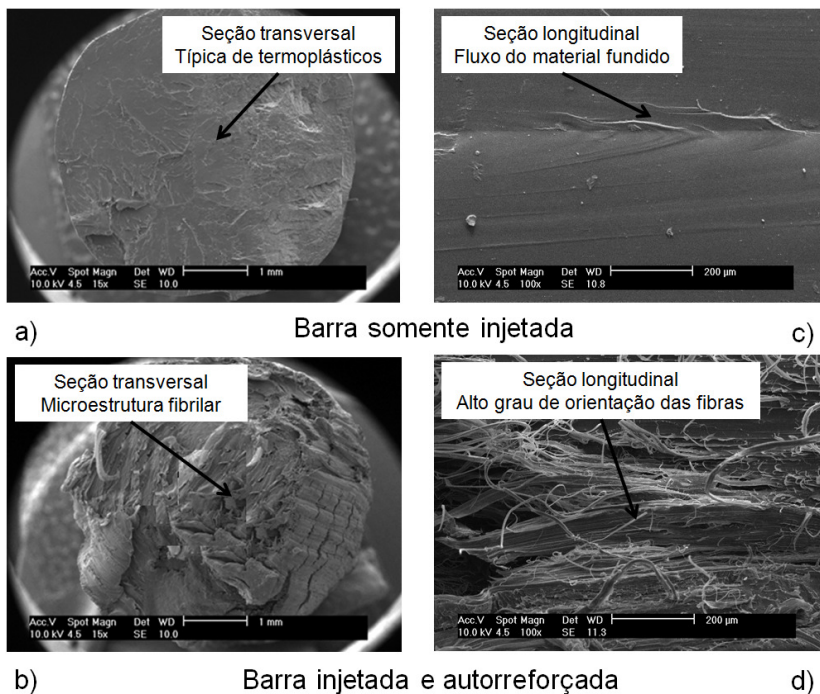 Seção transversal
Típica de termoplásticos
Acc.V Spot Magn Det WD 1 mm
10.0 kV 4.5 15x SE 10.0
Seção longitudinal
Fluxo do material fundido
Acc.V Spot Magn Det WD 200 µm
10.0 kV 4.5 100x SE 10.8
a) Barra somente injetada c)
Seção transversal
Microestrutura fibrilar
Acc.V Spot Magn Det WD 1 mm
10.0 kV 4.5 15x SE 10.0
Seção longitudinal
Alto grau de orientação das fibras
Acc.V Spot Magn Det WD 200 µm
10.0 kV 4.5 100x SE 11.3
b) Barra injetada e autorreforçada d)